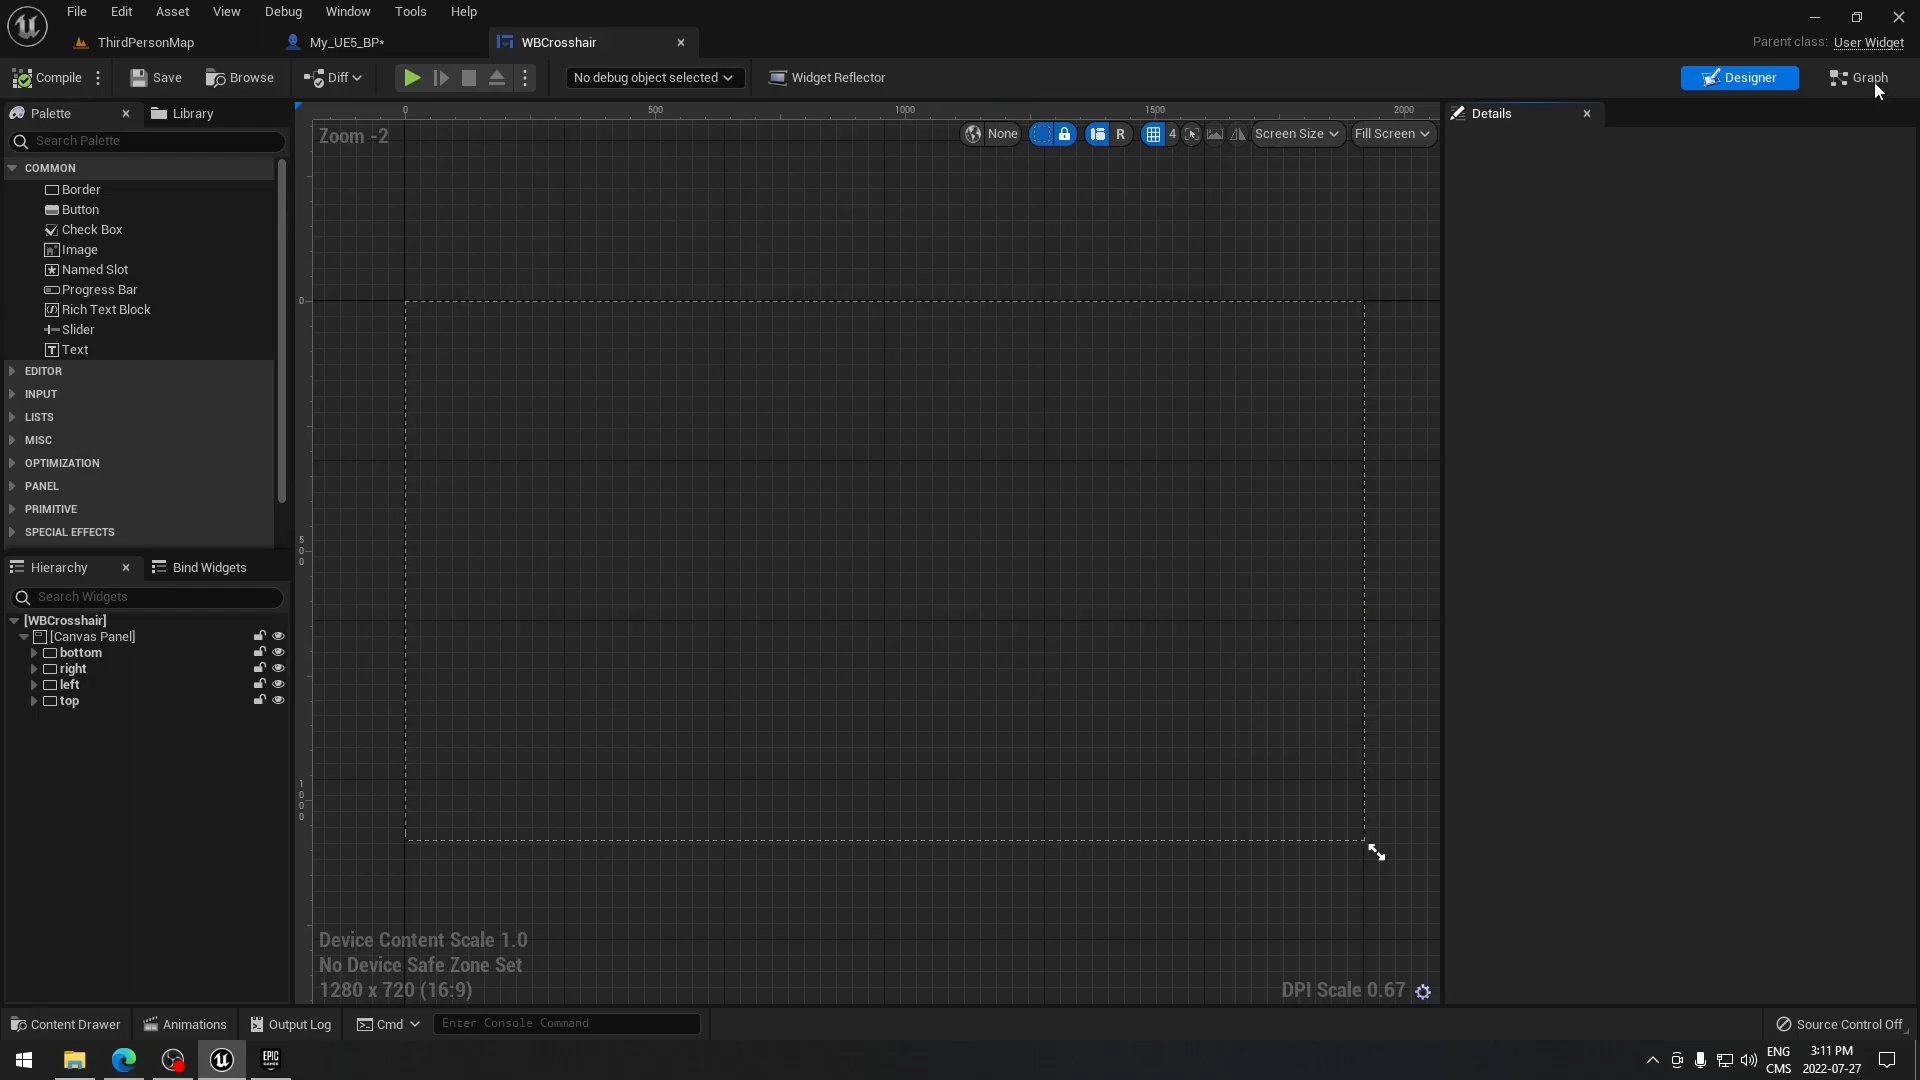 File Edit Asset View Debug Window Tools Help
ThirdPersonMap My_UE5_BP* WBCrosshair
Parent class: User Widget
Compile Save Browse Diff No debug object selected Widget Reflector Designer Graph
Palette Library
Search Palette
COMMON
Border
Button
Check Box
Image
Named Slot
Progress Bar
Rich Text Block
Slider
Text
EDITOR
INPUT
LISTS
MISC
OPTIMIZATION
PANEL
PRIMITIVE
SPECIAL EFFECTS
Hierarchy Bind Widgets
Search Widgets
[WBCrosshair]
[Canvas Panel]
bottom
right
left
top
0 500 1000 1500 2000
Zoom -2
None R 4 Screen Size Fill Screen
0
500
1000
Device Content Scale 1.0
No Device Safe Zone Set
1280 x 720 (16:9)
DPI Scale 0.67
Details
Content Drawer Animations Output Log Cmd Enter Console Command Source Control Off
EPIC GAMES
ENG
CMS
3:11 PM
2022-07-27